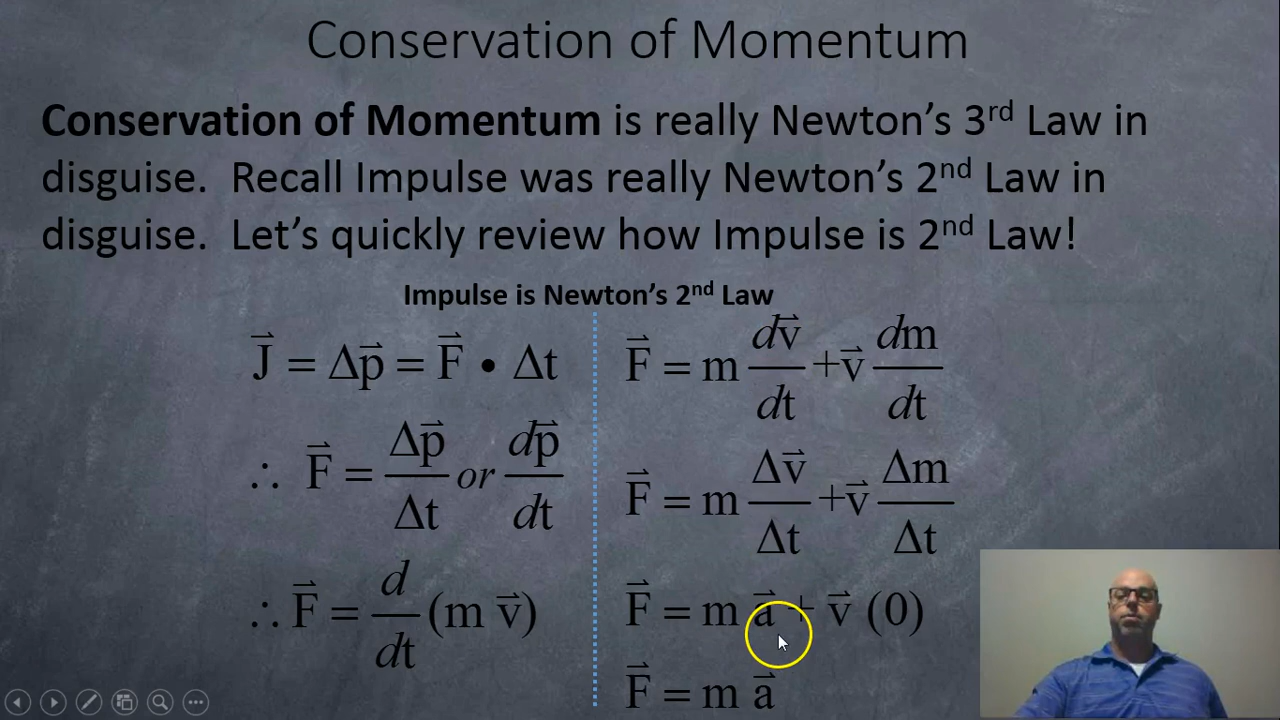 Conservation of Momentum
Conservation of Momentum is really Newton’s 3rd Law in
disguise. Recall Impulse was really Newton’s 2nd Law in
disguise. Let’s quickly review how Impulse is 2nd Law!
Impulse is Newton’s 2nd Law
J⃗ = Δp⃗ = F⃗ • Δt
∴ F⃗ = Δp⃗/Δt or dp⃗/dt
∴ F⃗ = d/dt (m v⃗)
F⃗ = m dv⃗/dt + v⃗ dm/dt
F⃗ = m Δv⃗/Δt + v⃗ Δm/Δt
F⃗ = m a⃗ + v⃗ (0)
F⃗ = m a⃗